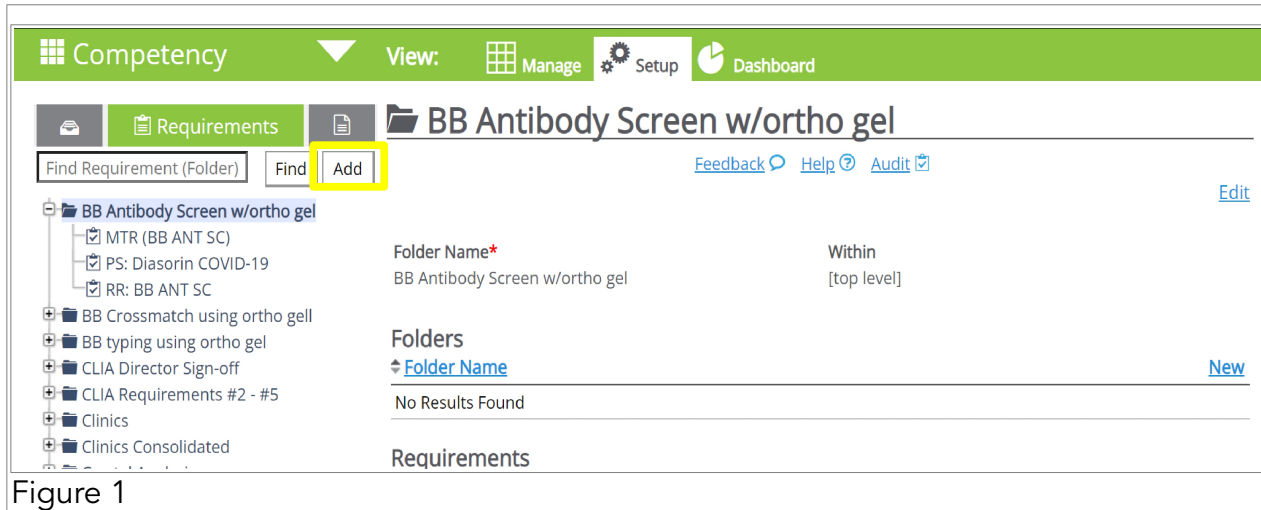 Competency View: Manage Setup Dashboard
Requirements
BB Antibody Screen w/ortho gel
Find Requirement (Folder) Find Add
Feedback Help Audit
Edit
BB Antibody Screen w/ortho gel
MTR (BB ANT SC)
PS: Diasorin COVID-19
RR: BB ANT SC
BB Crossmatch using ortho gell
BB typing using ortho gel
CLIA Director Sign-off
CLIA Requirements #2 - #5
Clinics
Clinics Consolidated
Folder Name* Within
BB Antibody Screen w/ortho gel [top level]
Folders
Folder Name New
No Results Found
Requirements
Figure 1